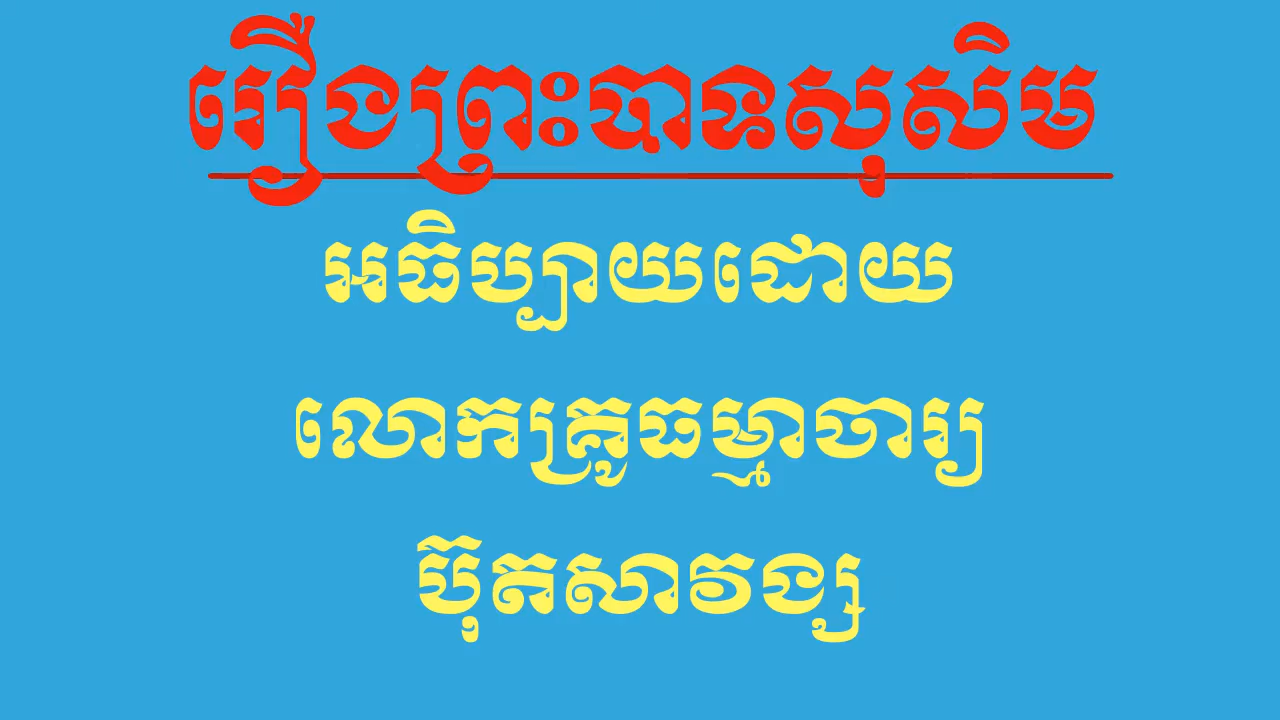 រឿងព្រះបាទសុសិម
អធិប្បាយដោយ
លោកគ្រូធម្មាចារ្យ
ប៊ុតសាវង្ស